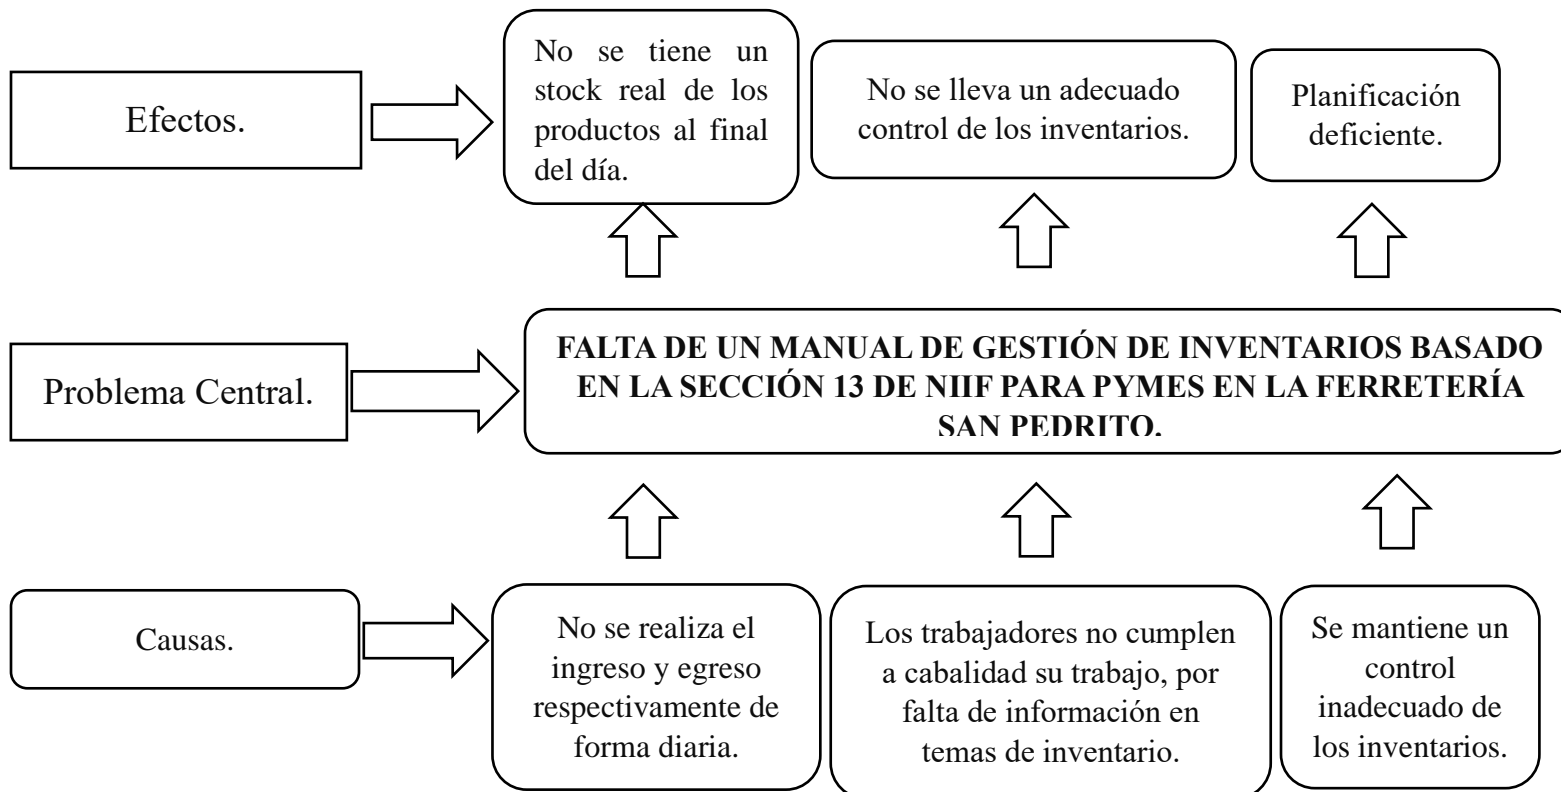 Efectos.
No se tiene un
stock real de los
productos al final
del día.
No se lleva un adecuado
control de los inventarios.
Planificación
deficiente.
Problema Central.
FALTA DE UN MANUAL DE GESTIÓN DE INVENTARIOS BASADO
EN LA SECCIÓN 13 DE NIIF PARA PYMES EN LA FERRETERÍA
SAN PEDRITO.
Causas.
No se realiza el
ingreso y egreso
respectivamente de
forma diaria.
Los trabajadores no cumplen
a cabalidad su trabajo, por
falta de información en
temas de inventario.
Se mantiene un
control
inadecuado de
los inventarios.